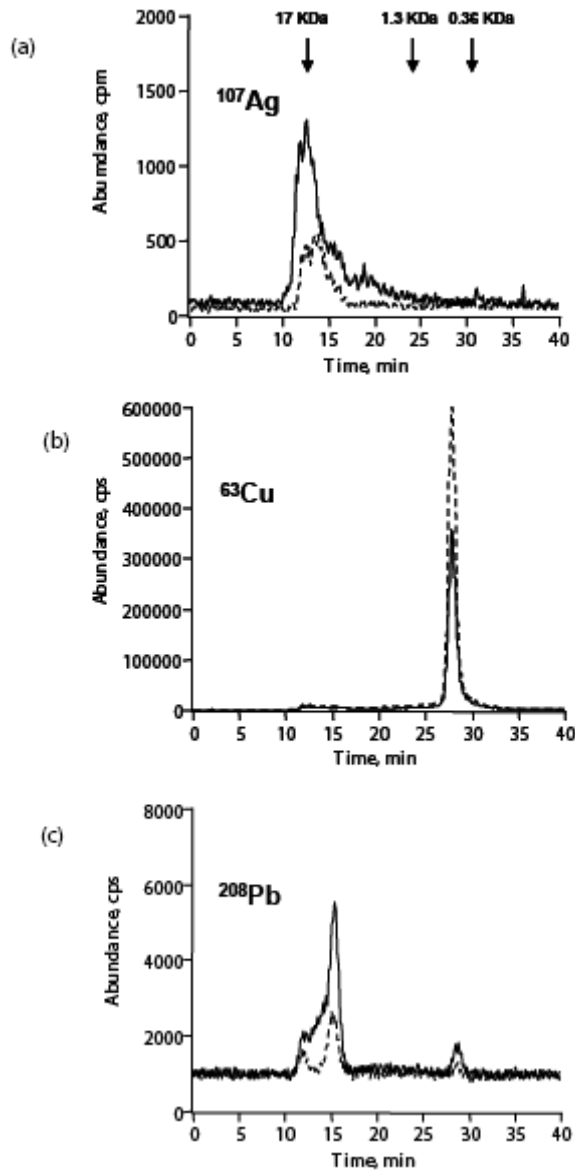 17 KDa 1.3 KDa 0.36 KDa
(a)
2000
1500
1000
500
0
Abumdance, cpm
107Ag
0 5 10 15 20 25 30 35 40
Time, min
(b)
600000
500000
400000
300000
200000
100000
0
Abundance, cps
63Cu
0 5 10 15 20 25 30 35 40
Time, min
(c)
8000
6000
4000
2000
0
Abundance, cps
208Pb
0 5 10 15 20 25 30 35 40
Time, min